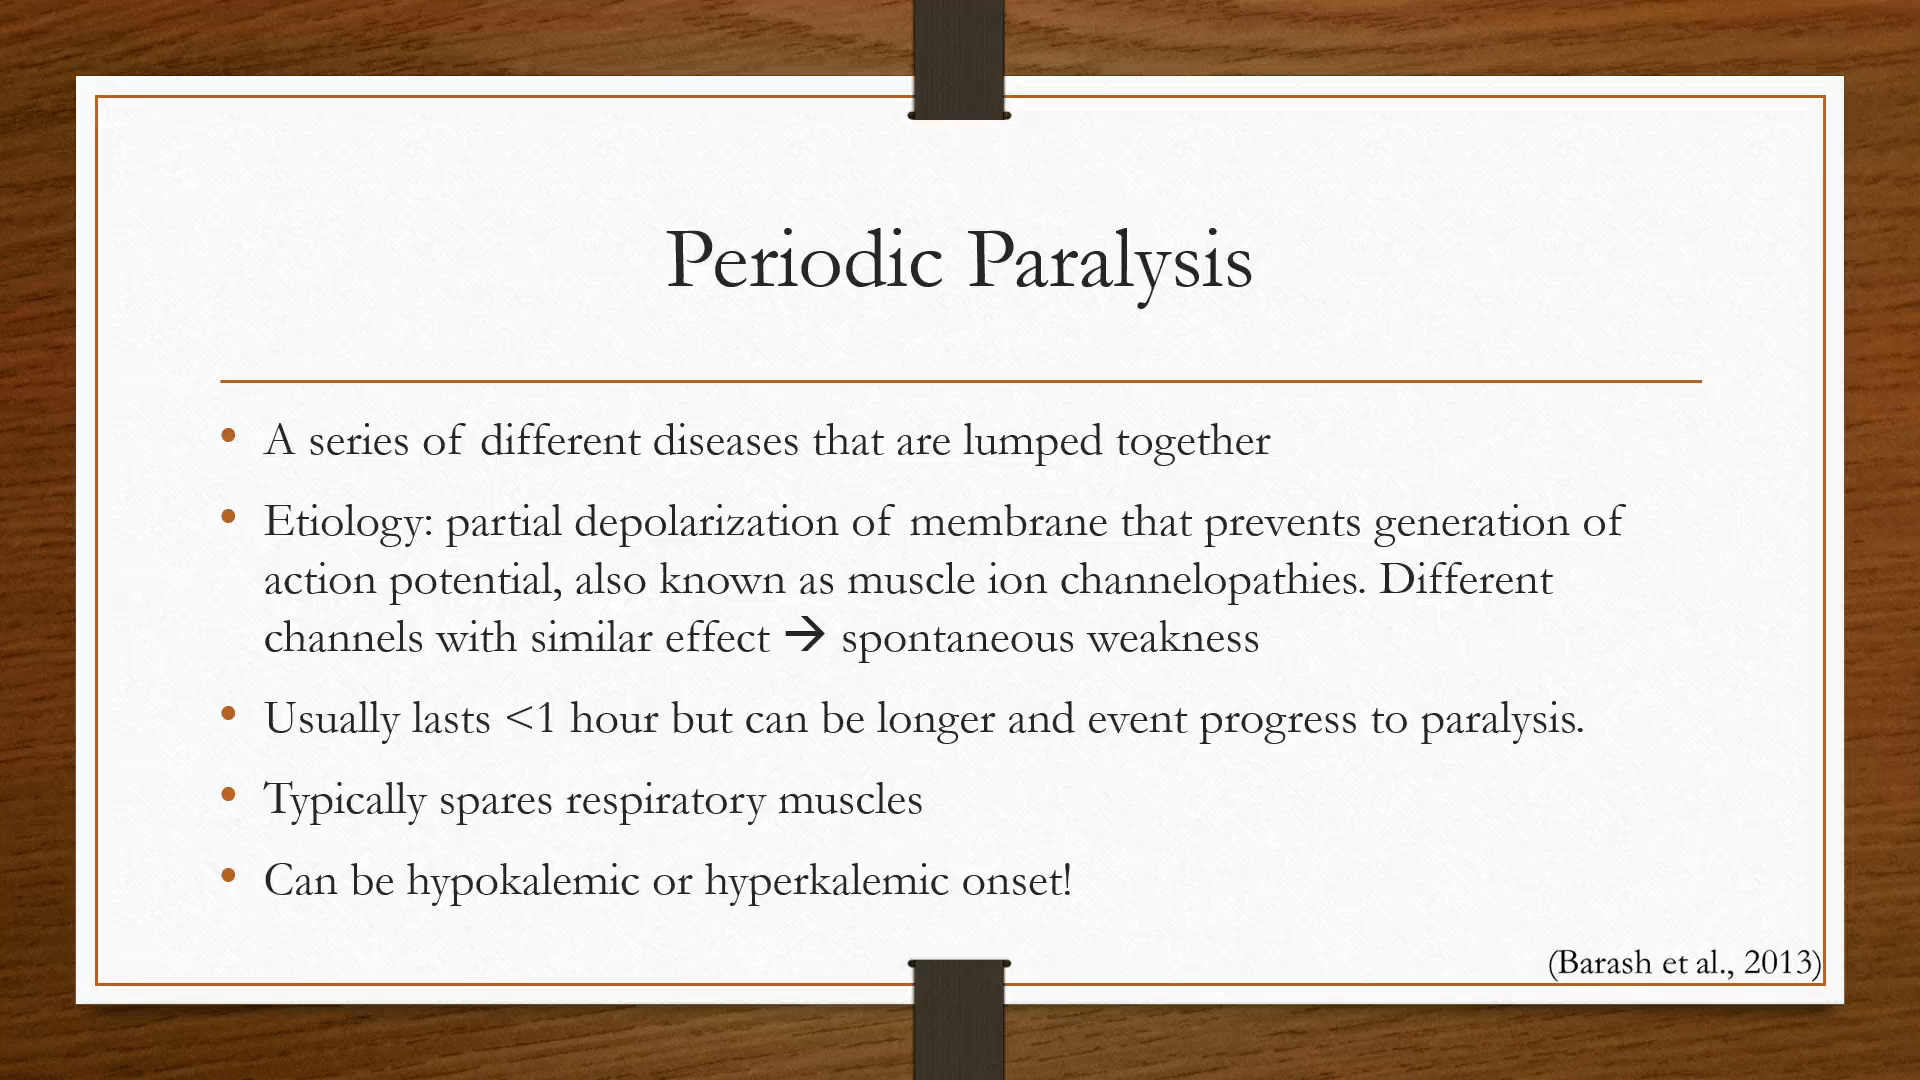 Periodic Paralysis
• A series of different diseases that are lumped together
• Etiology: partial depolarization of membrane that prevents generation of
action potential, also known as muscle ion channelopathies. Different
channels with similar effect → spontaneous weakness
• Usually lasts <1 hour but can be longer and event progress to paralysis.
• Typically spares respiratory muscles
• Can be hypokalemic or hyperkalemic onset!
(Barash et al., 2013)